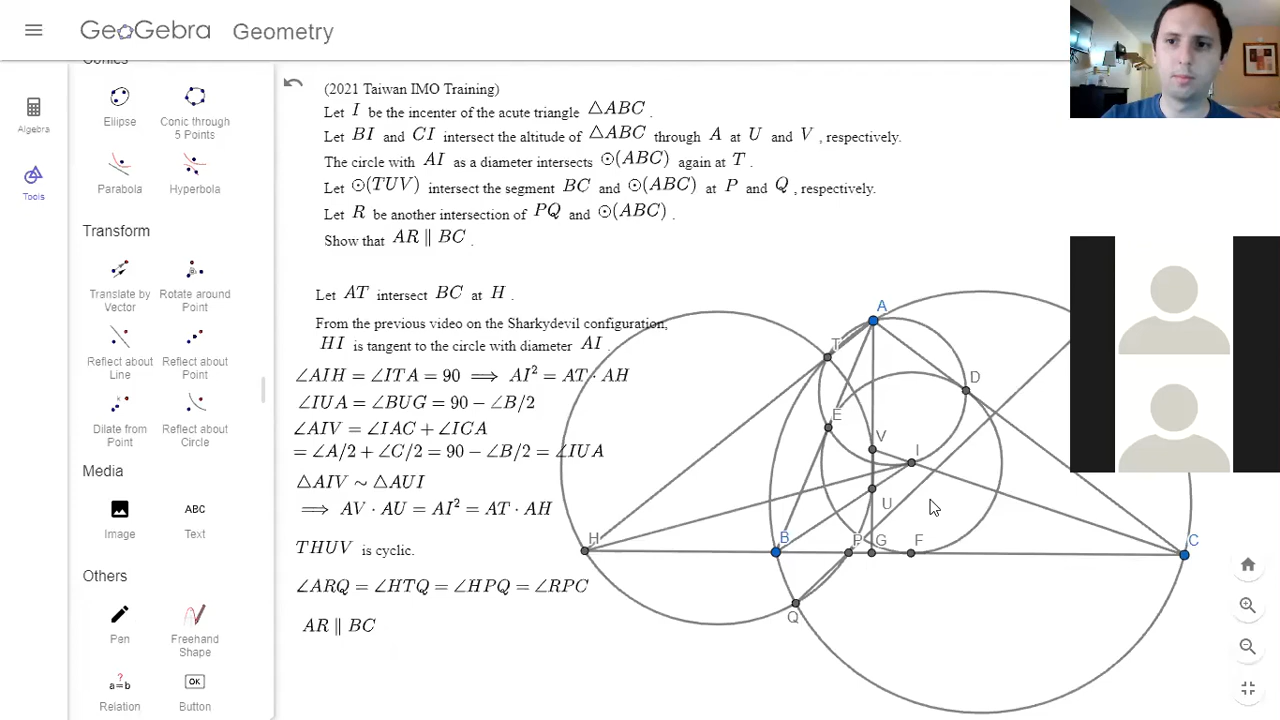 GeoGebra Geometry
Algebra
Tools
Conics
Ellipse
Conic through
5 Points
Parabola
Hyperbola
Transform
Translate by
Vector
Rotate around
Point
Reflect about
Line
Reflect about
Point
Dilate from
Point
Reflect about
Circle
Media
Image
ABC
Text
Others
Pen
Freehand
Shape
a=b
?
Relation
OK
Button
(2021 Taiwan IMO Training)
Let I be the incenter of the acute triangle △ABC .
Let BI and CI intersect the altitude of △ABC through A at U and V , respectively.
The circle with AI as a diameter intersects ⊙(ABC) again at T .
Let ⊙(TUV) intersect the segment BC and ⊙(ABC) at P and Q , respectively.
Let R be another intersection of PQ and ⊙(ABC) .
Show that AR ∥ BC .
Let AT intersect BC at H .
From the previous video on the Sharkydevil configuration,
HI is tangent to the circle with diameter AI .
∠AIH = ∠ITA = 90 ⟹ AI² = AT · AH
∠IUA = ∠BUG = 90 − ∠B/2
∠AIV = ∠IAC + ∠ICA
= ∠A/2 + ∠C/2 = 90 − ∠B/2 = ∠IUA
△AIV ∼ △AUI
⟹ AV · AU = AI² = AT · AH
THUV is cyclic.
∠ARQ = ∠HTQ = ∠HPQ = ∠RPC
AR ∥ BC
A
T
D
E
V
I
U
H
B
P
G
F
C
Q